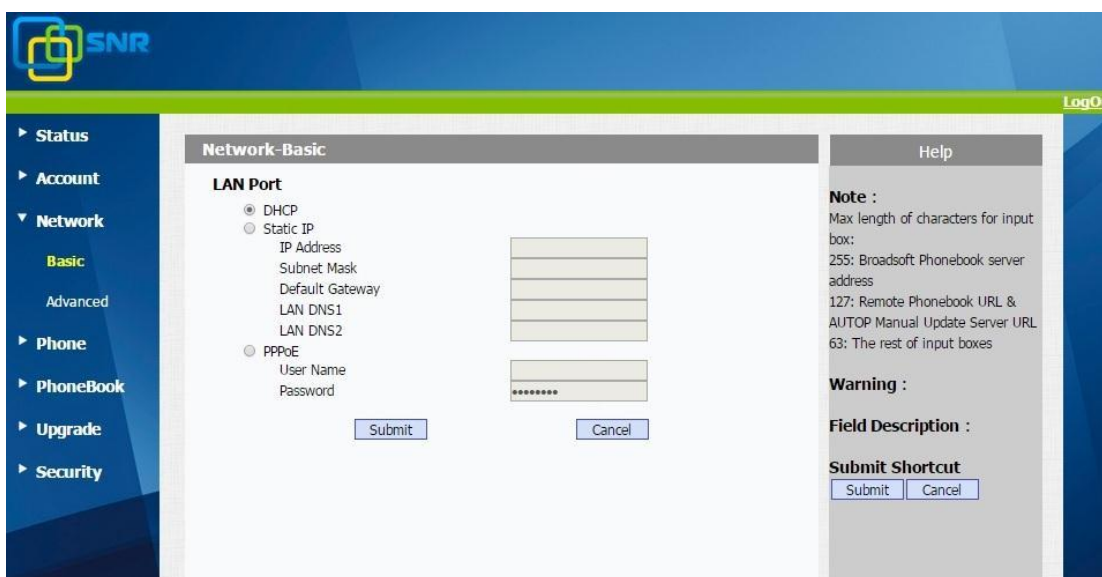 SNR
LogO
Status
Account
Network
Basic
Advanced
Phone
PhoneBook
Upgrade
Security
Network-Basic
LAN Port
DHCP
Static IP
IP Address
Subnet Mask
Default Gateway
LAN DNS1
LAN DNS2
PPPoE
User Name
Password
••••••••
Submit Cancel
Help
Note :
Max length of characters for input
box:
255: Broadsoft Phonebook server
address
127: Remote Phonebook URL &
AUTOP Manual Update Server URL
63: The rest of input boxes
Warning :
Field Description :
Submit Shortcut
Submit Cancel